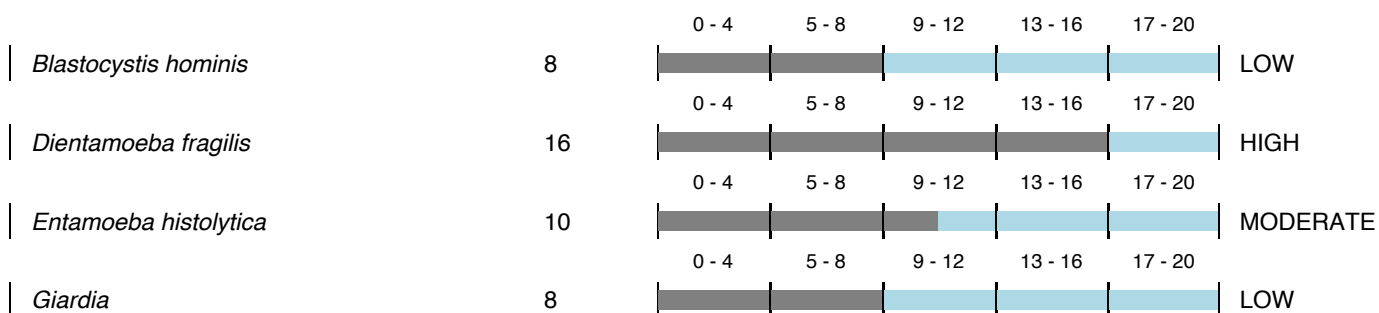 0 - 4 5 - 8 9 - 12 13 - 16 17 - 20
Blastocystis hominis 8 LOW
0 - 4 5 - 8 9 - 12 13 - 16 17 - 20
Dientamoeba fragilis 16 HIGH
0 - 4 5 - 8 9 - 12 13 - 16 17 - 20
Entamoeba histolytica 10 MODERATE
0 - 4 5 - 8 9 - 12 13 - 16 17 - 20
Giardia 8 LOW